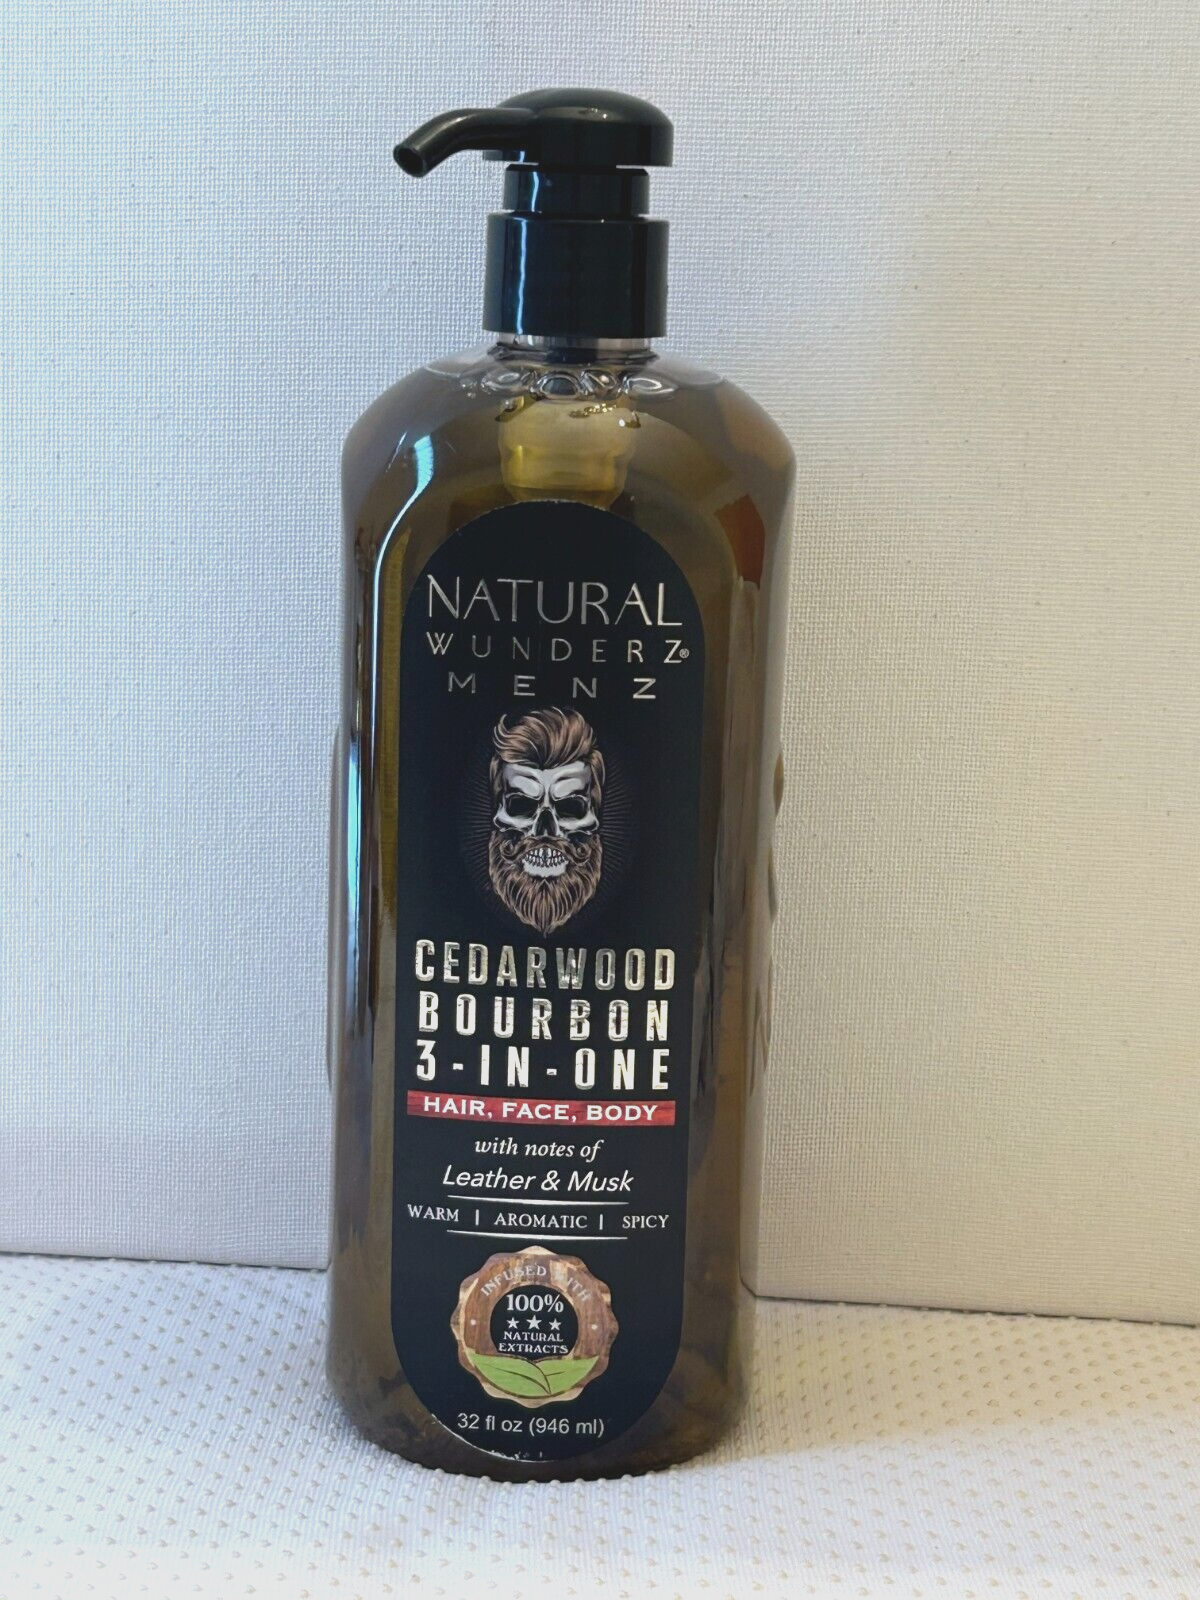 NATURAL
WUNDERZ®
MENZ
CEDARWOOD
BOURBON
3-IN-ONE
HAIR, FACE, BODY
with notes of
Leather & Musk
WARM | AROMATIC | SPICY
INFUSED WITH
100%
NATURAL
EXTRACTS
32 fl oz (946 ml)